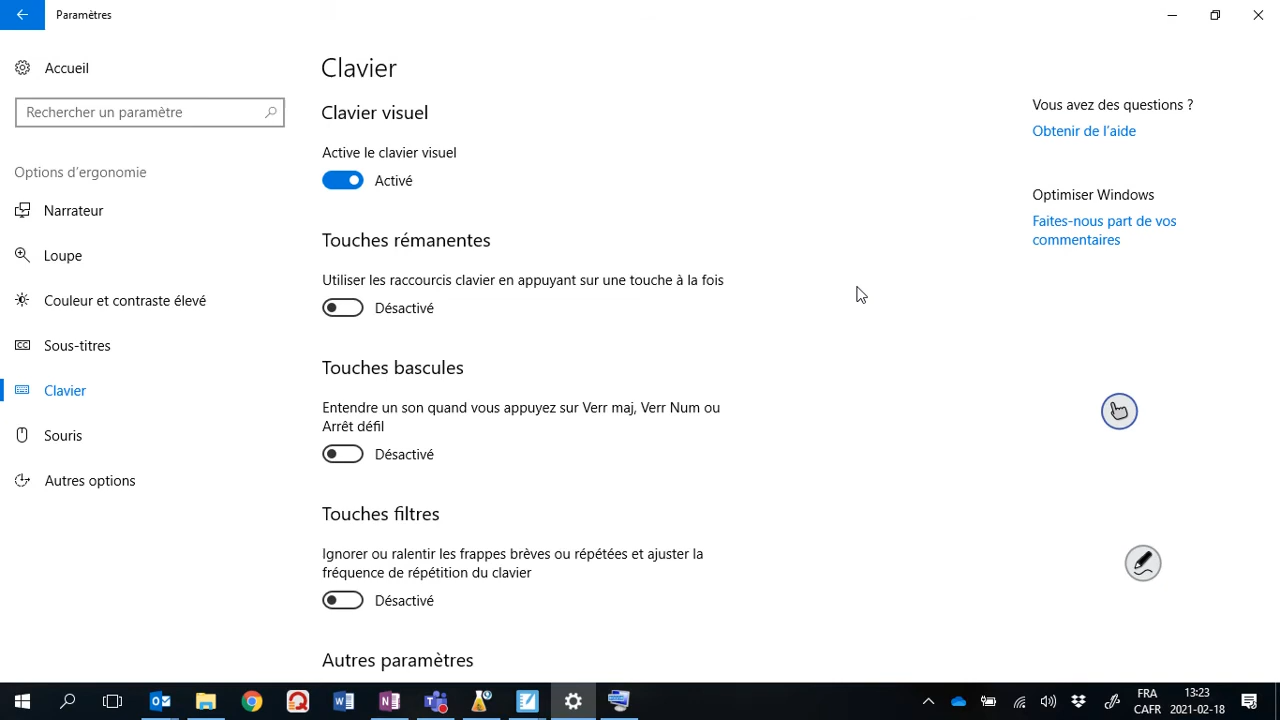 Paramètres
Accueil
Rechercher un paramètre
Options d'ergonomie
Narrateur
Loupe
Couleur et contraste élevé
Sous-titres
Clavier
Souris
Autres options
Clavier
Clavier visuel
Active le clavier visuel
Activé
Touches rémanentes
Utiliser les raccourcis clavier en appuyant sur une touche à la fois
Désactivé
Touches bascules
Entendre un son quand vous appuyez sur Verr maj, Verr Num ou
Arrêt défil
Désactivé
Touches filtres
Ignorer ou ralentir les frappes brèves ou répétées et ajuster la
fréquence de répétition du clavier
Désactivé
Autres paramètres
Vous avez des questions ?
Obtenir de l'aide
Optimiser Windows
Faites-nous part de vos
commentaires
FRA
CAFR
13:23
2021-02-18